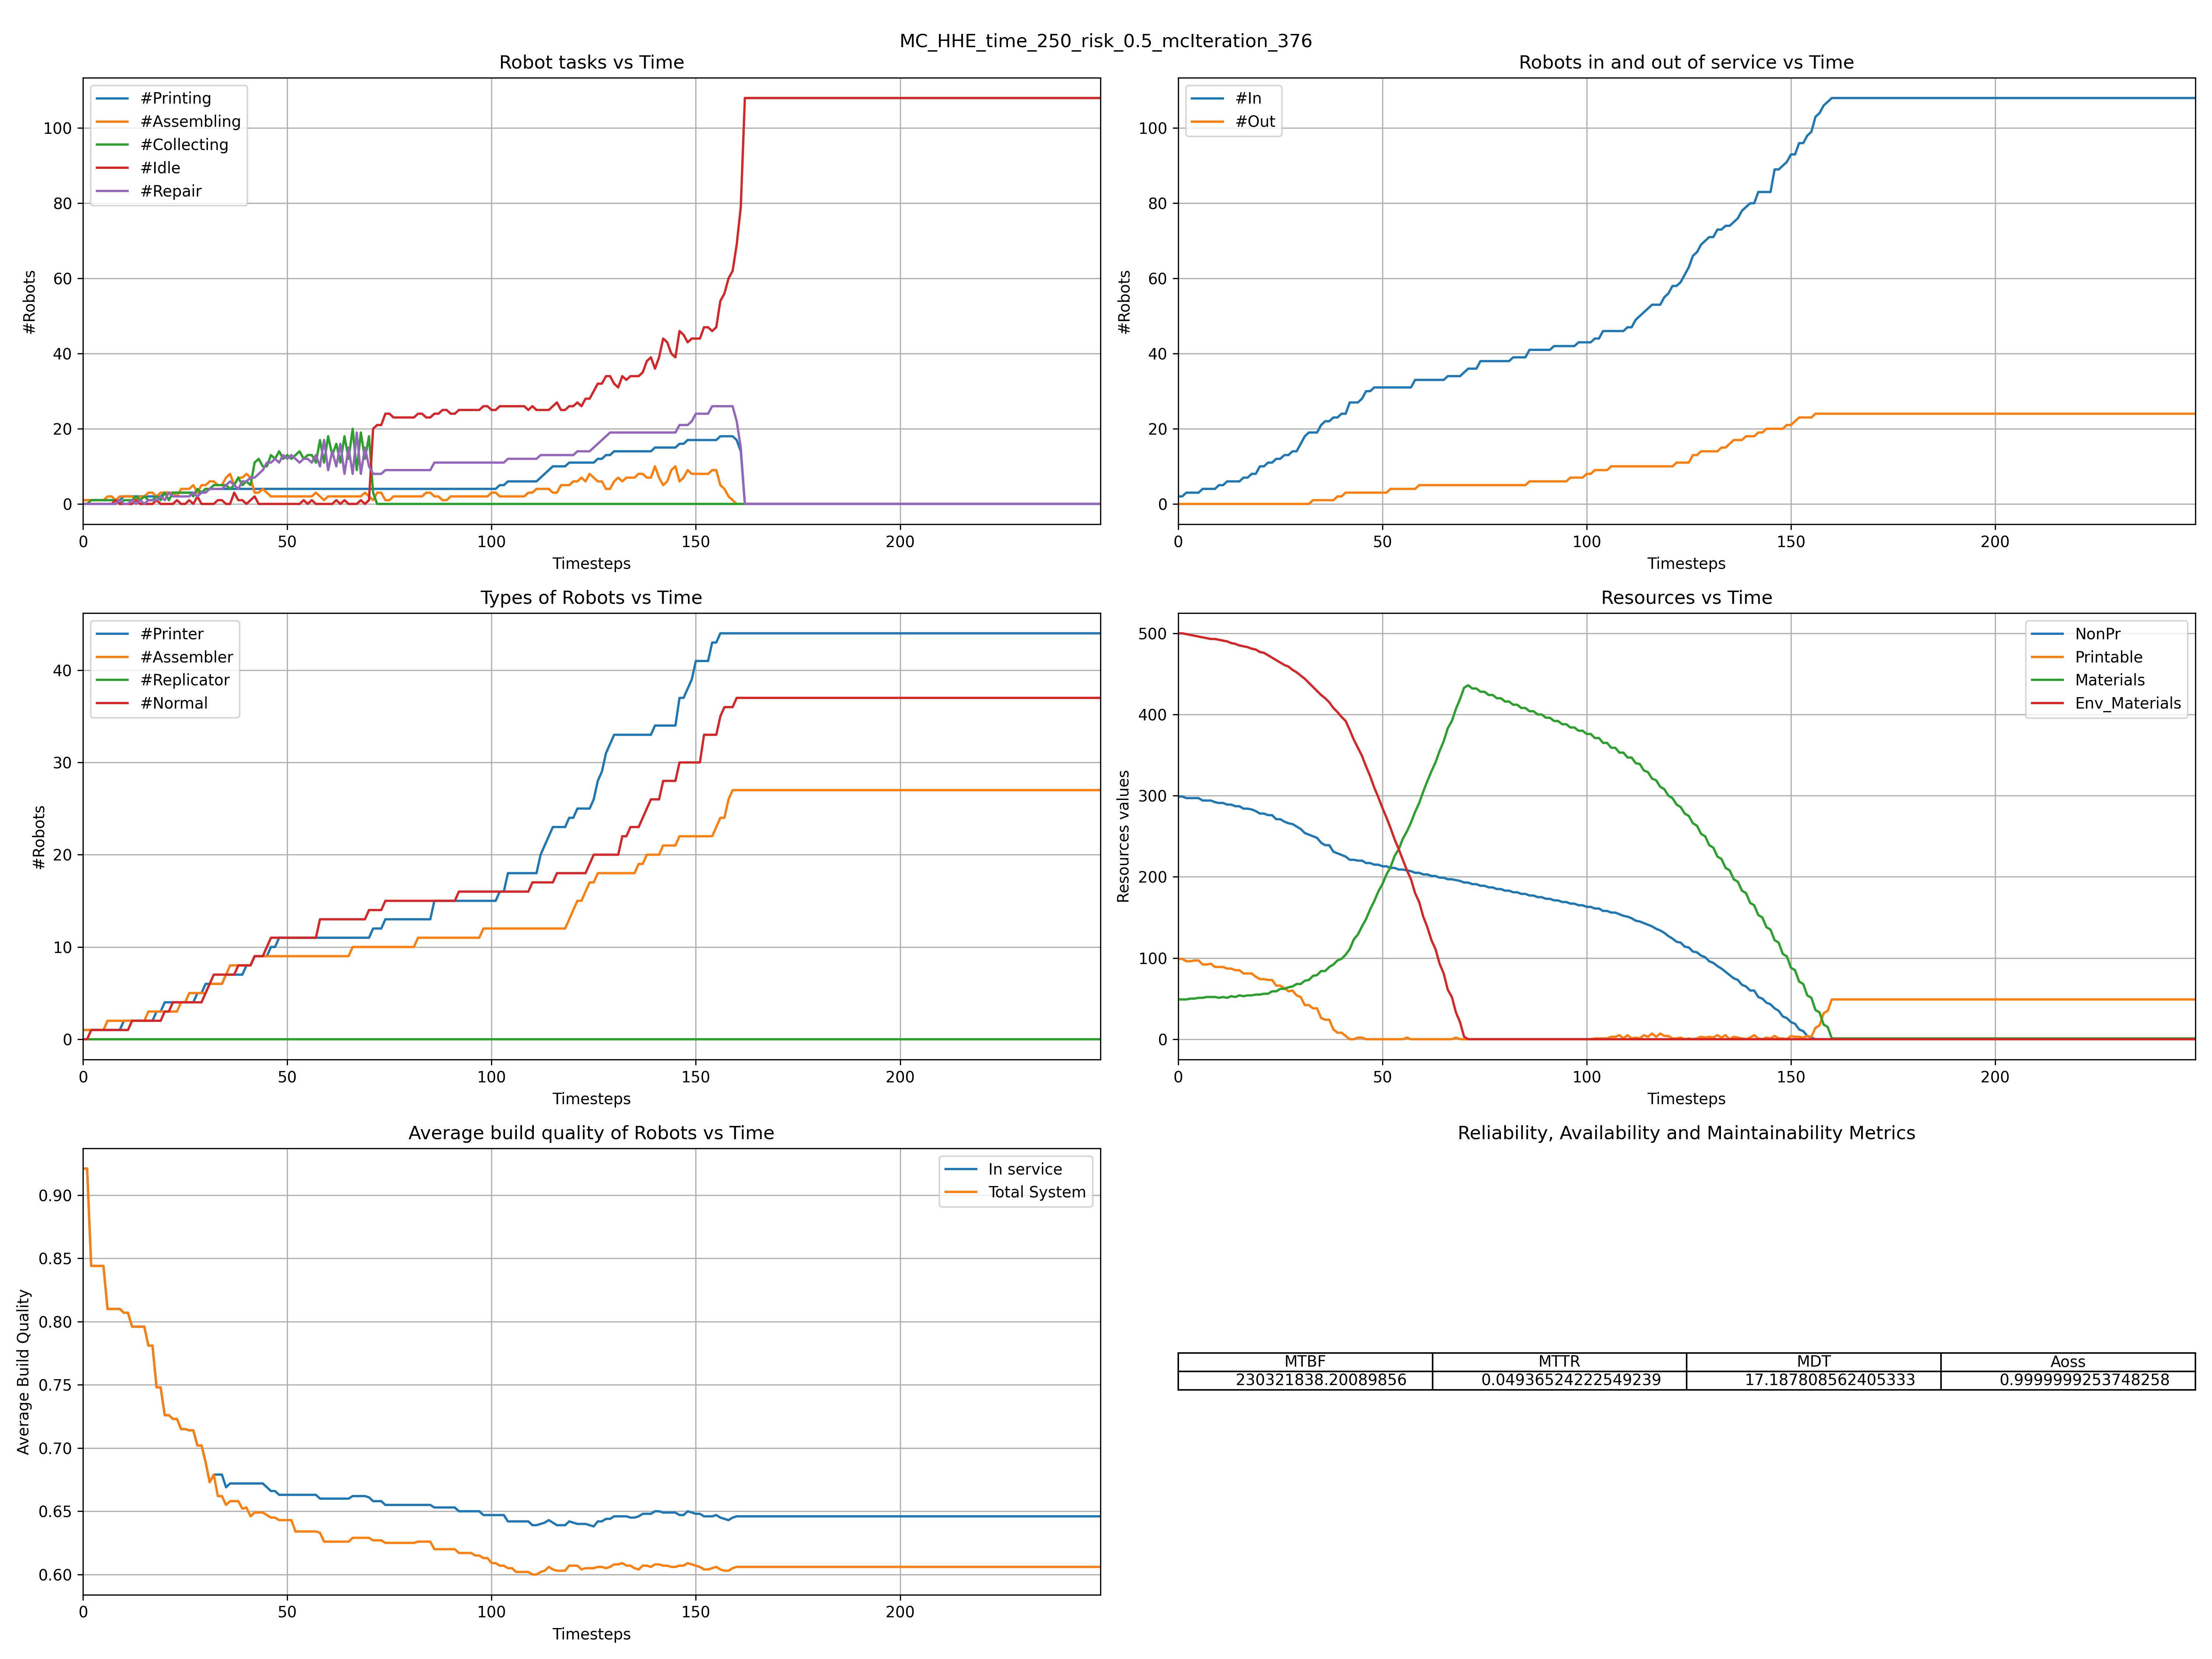 MC_HHE_time_250_risk_0.5_mcIteration_376
Robot tasks vs Time
#Printing
#Assembling
#Collecting
#Idle
#Repair
100
80
60
40
20
0
#Robots
0 50 100 150 200
Timesteps
Robots in and out of service vs Time
#In
#Out
100
80
60
40
20
0
#Robots
0 50 100 150 200
Timesteps
Types of Robots vs Time
#Printer
#Assembler
#Replicator
#Normal
40
30
20
10
0
#Robots
0 50 100 150 200
Timesteps
Resources vs Time
NonPr
Printable
Materials
Env_Materials
500
400
300
200
100
0
Resources values
0 50 100 150 200
Timesteps
Average build quality of Robots vs Time
In service
Total System
0.90
0.85
0.80
0.75
0.70
0.65
0.60
Average Build Quality
0 50 100 150 200
Timesteps
Reliability, Availability and Maintainability Metrics
MTBF MTTR MDT Aoss
230321838.20089856 0.04936524222549239 17.187808562405333 0.9999999253748258